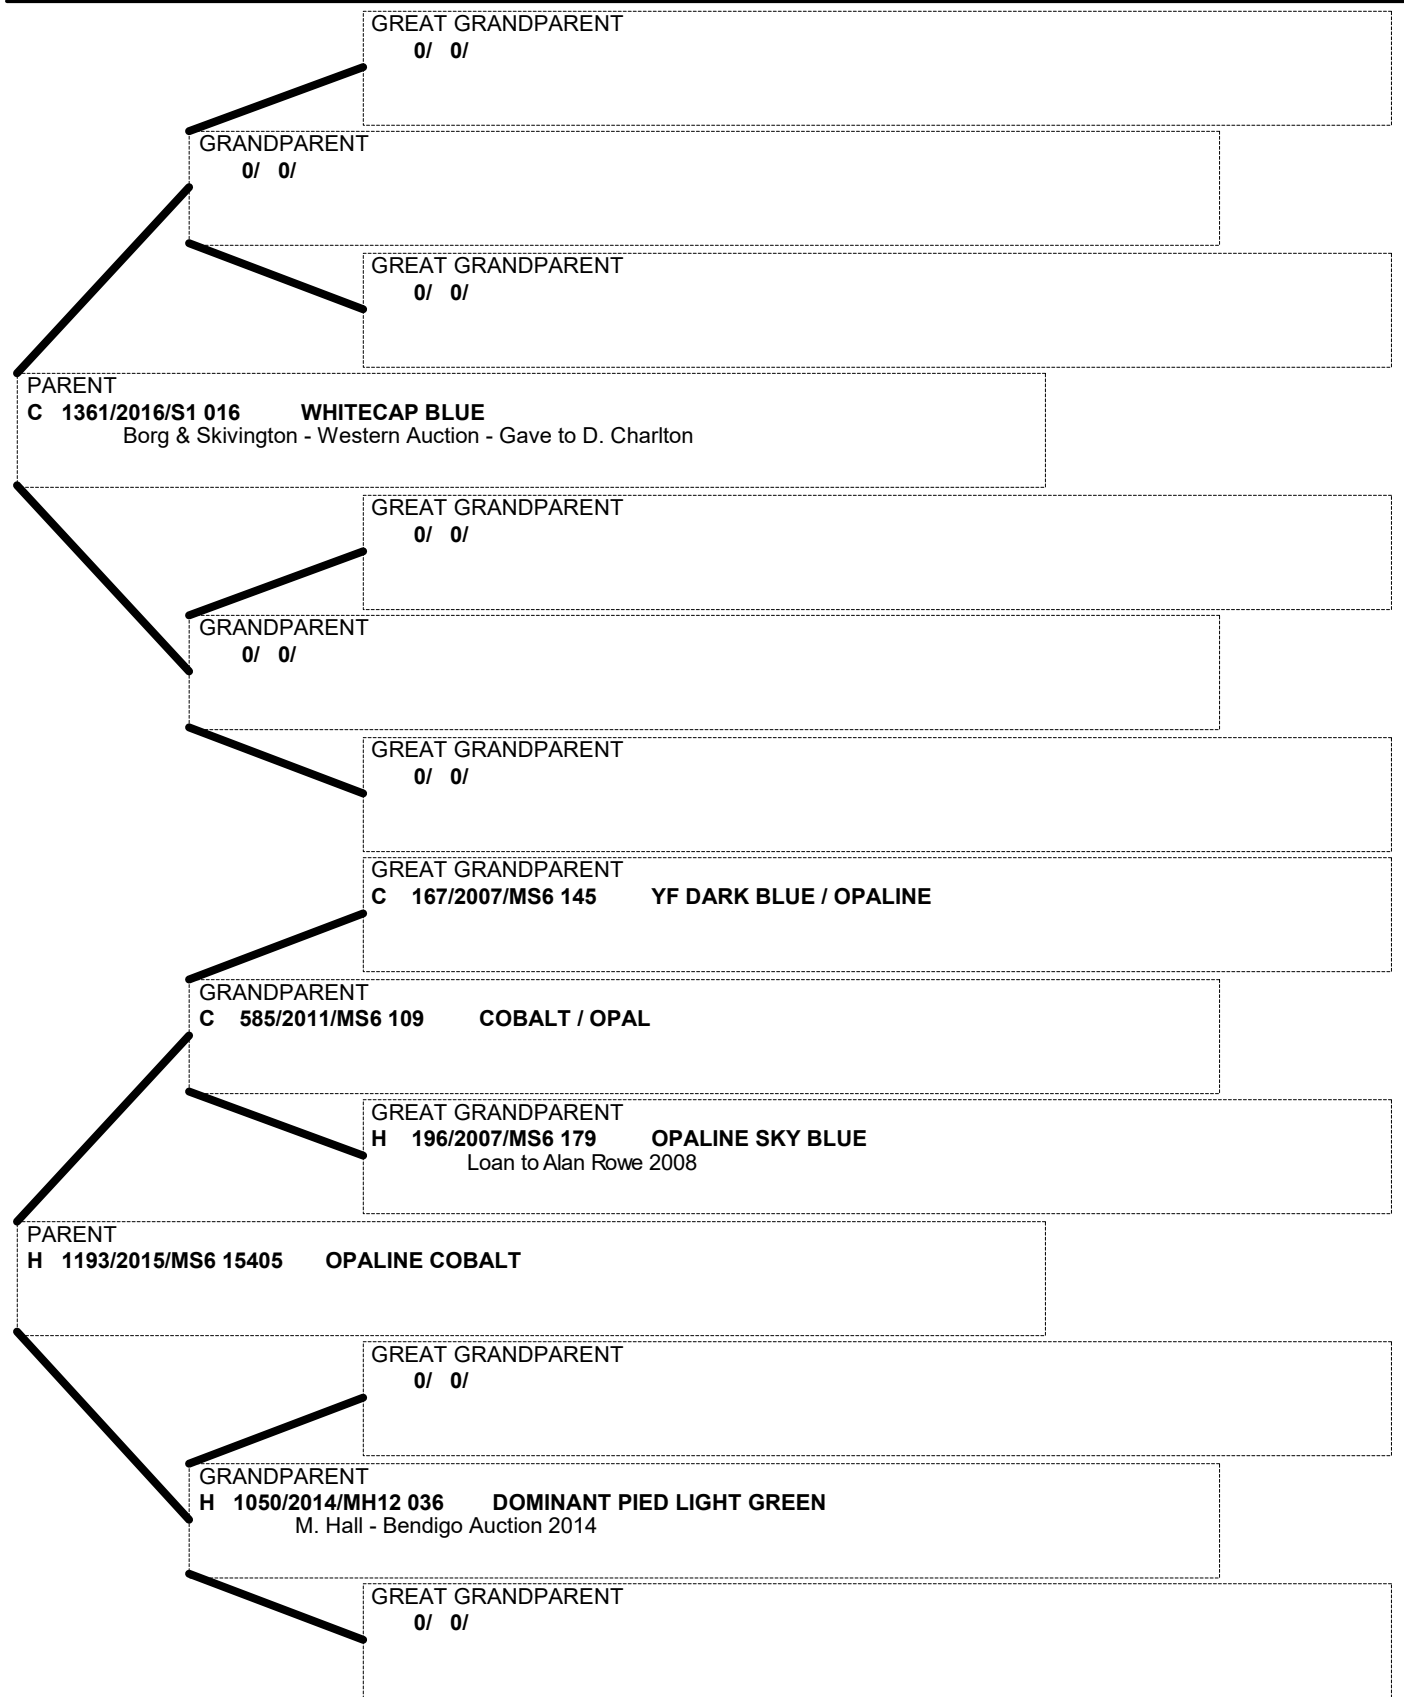 GREAT GRANDPARENT
0/ 0/
GRANDPARENT
0/ 0/
GREAT GRANDPARENT
0/ 0/
PARENT
C 1361/2016/S1 016 WHITECAP BLUE
Borg & Skivington - Western Auction - Gave to D. Charlton
GREAT GRANDPARENT
0/ 0/
GRANDPARENT
0/ 0/
GREAT GRANDPARENT
0/ 0/
GREAT GRANDPARENT
C 167/2007/MS6 145 YF DARK BLUE / OPALINE
GRANDPARENT
C 585/2011/MS6 109 COBALT / OPAL
GREAT GRANDPARENT
H 196/2007/MS6 179 OPALINE SKY BLUE
Loan to Alan Rowe 2008
PARENT
H 1193/2015/MS6 15405 OPALINE COBALT
GREAT GRANDPARENT
0/ 0/
GRANDPARENT
H 1050/2014/MH12 036 DOMINANT PIED LIGHT GREEN
M. Hall - Bendigo Auction 2014
GREAT GRANDPARENT
0/ 0/